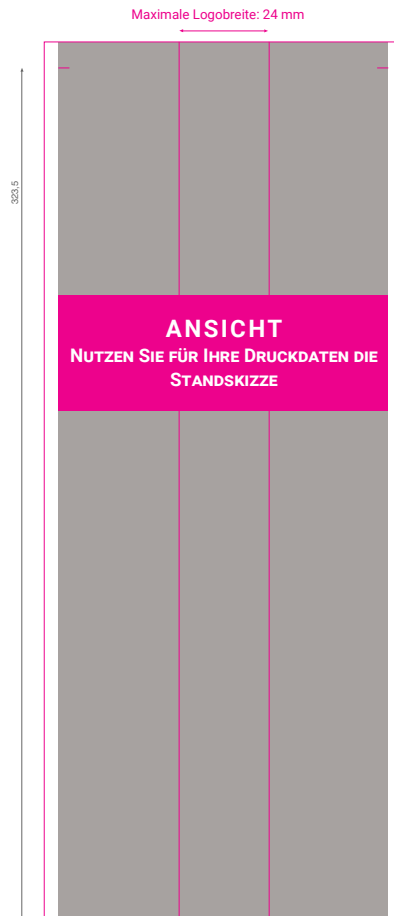 Maximale Logobreite: 24 mm
323,5
ANSICHT
Nutzen Sie für Ihre Druckdaten die
Standskizze